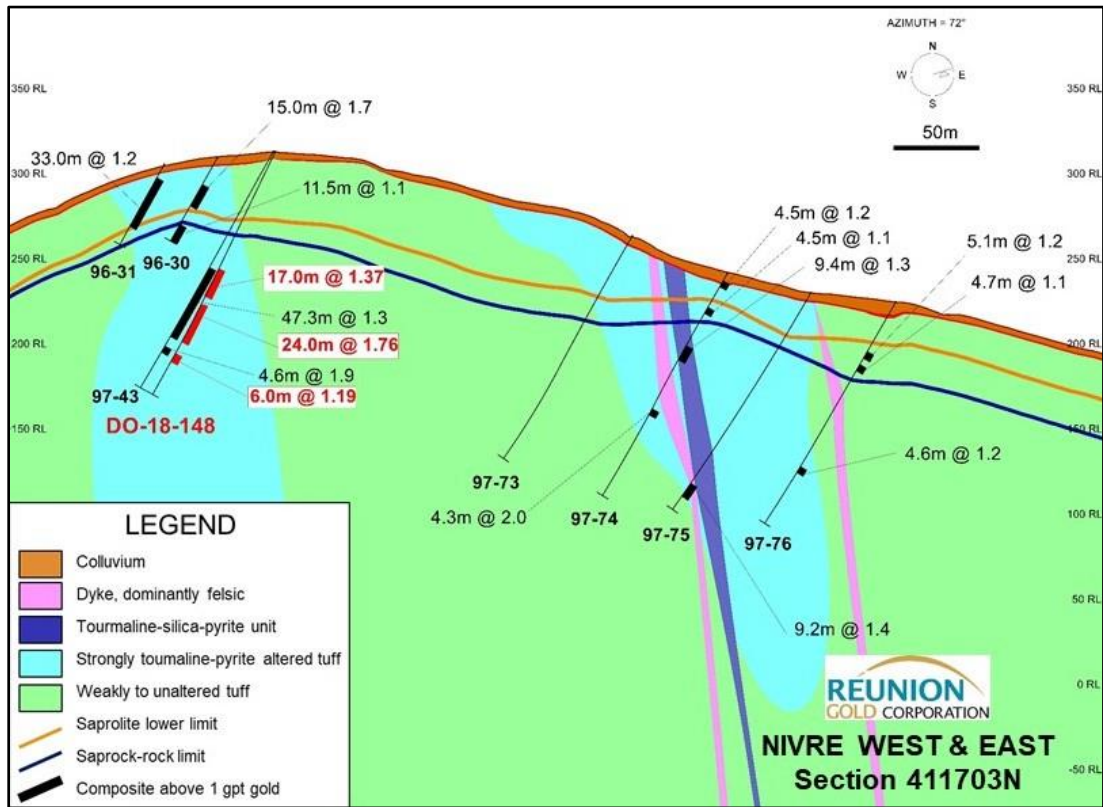 AZIMUTH = 72°
N
W E
S
50m
350 RL
350 RL
300 RL
300 RL
250 RL
250 RL
200 RL
200 RL
150 RL
150 RL
100 RL
50 RL
0 RL
-50 RL
15.0m @ 1.7
33.0m @ 1.2
11.5m @ 1.1
96-31
96-30
17.0m @ 1.37
47.3m @ 1.3
24.0m @ 1.76
4.6m @ 1.9
6.0m @ 1.19
97-43
DO-18-148
4.5m @ 1.2
4.5m @ 1.1
9.4m @ 1.3
5.1m @ 1.2
4.7m @ 1.1
4.6m @ 1.2
97-73
4.3m @ 2.0
97-74
97-75
97-76
9.2m @ 1.4
LEGEND
Colluvium
Dyke, dominantly felsic
Tourmaline-silica-pyrite unit
Strongly toumaline-pyrite altered tuff
Weakly to unaltered tuff
Saprolite lower limit
Saprock-rock limit
Composite above 1 gpt gold
REUNION
GOLD CORPORATION
NIVRE WEST & EAST
Section 411703N